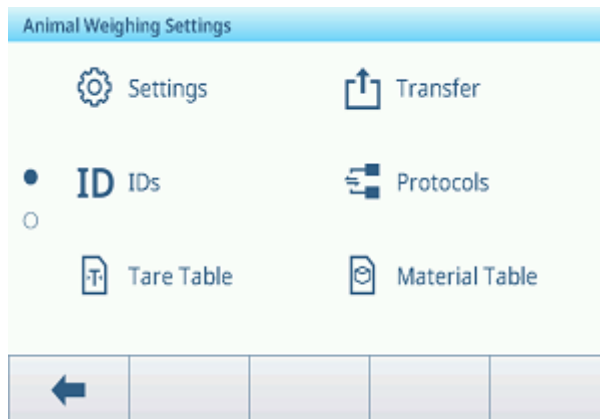 Animal Weighing Settings
Settings
Transfer
ID IDs
Protocols
T Tare Table
Material Table